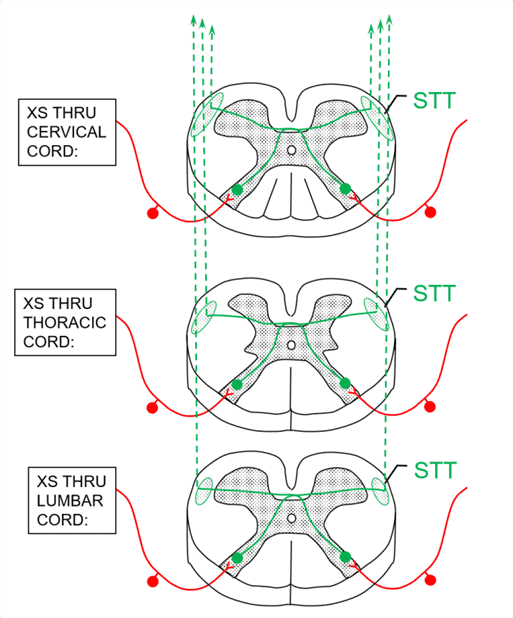 XS THRU
CERVICAL
CORD:
STT
XS THRU
THORACIC
CORD:
STT
XS THRU
LUMBAR
CORD:
STT